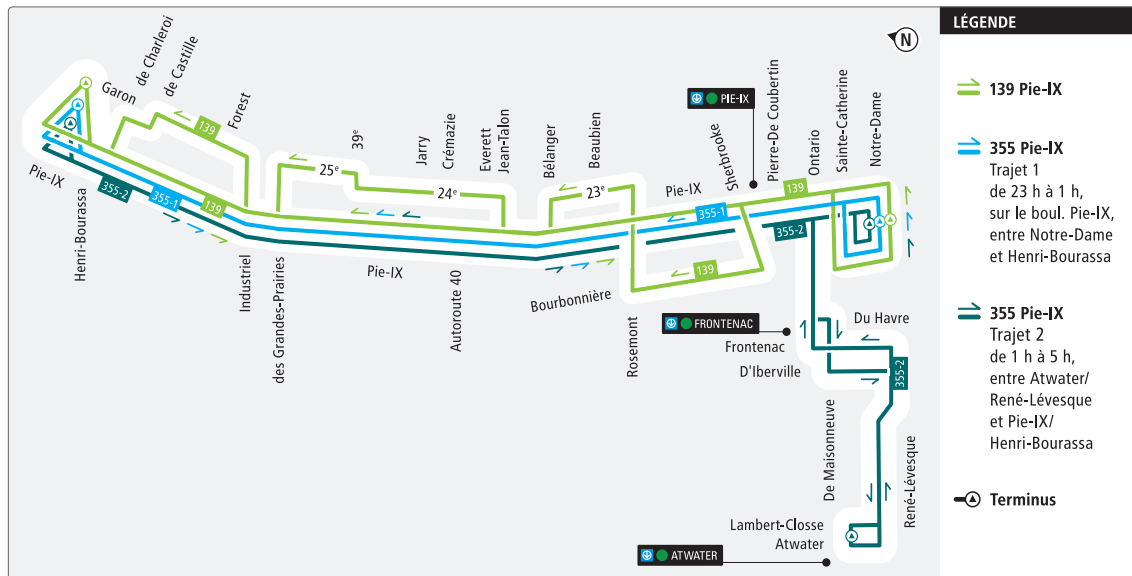 N
de Charleroi
de Castille
Garon
Forest
139
39ᵉ
Jarry
Crémazie
Everett
Jean-Talon
Bélanger
Beaubien
25ᵉ
24ᵉ
23ᵉ
Pie-IX
PIE-IX
Sherbrooke
Pierre-De Coubertin
Ontario
Sainte-Catherine
Notre-Dame
139
355-1
355-2
Pie-IX
355-2
355-1
139
Henri-Bourassa
Industriel
des Grandes-Prairies
Pie-IX
Autoroute 40
Bourbonnière
139
Rosemont
FRONTENAC
Frontenac
D'Iberville
Du Havre
355-2
De Maisonneuve
René-Lévesque
Lambert-Closse
Atwater
ATWATER
LÉGENDE
139 Pie-IX
355 Pie-IX
Trajet 1
de 23 h à 1 h,
sur le boul. Pie-IX,
entre Notre-Dame
et Henri-Bourassa
355 Pie-IX
Trajet 2
de 1 h à 5 h,
entre Atwater/
René-Lévesque
et Pie-IX/
Henri-Bourassa
Terminus